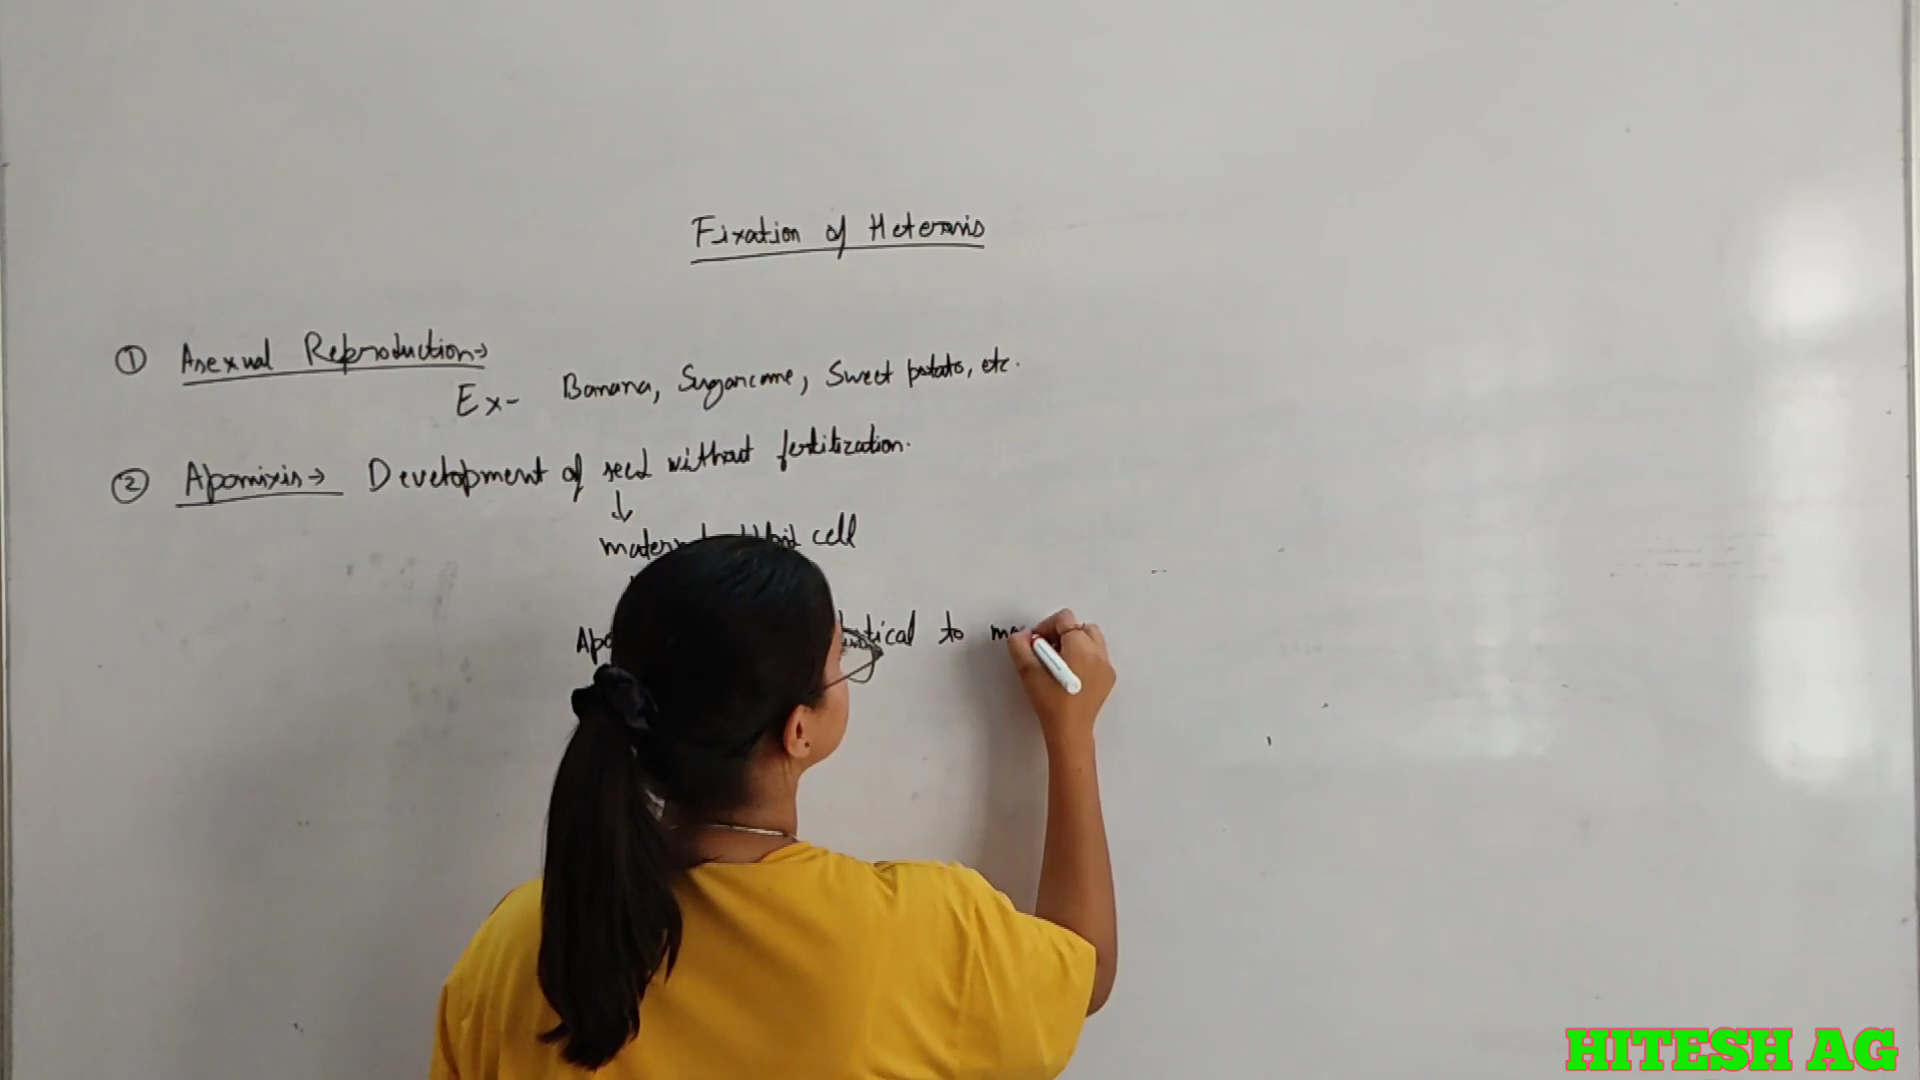 Fixation of Heterosis
① Asexual Reproduction→
Ex- Banana, Sugarcane, Sweet potato, etc.
② Apomixis→ Development of seed without fertilization.
↓
cell
to
HITESH AG